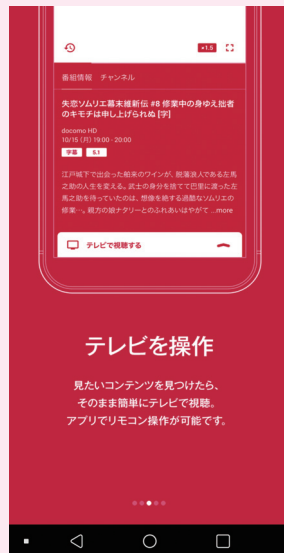 ×1.5
番組情報 チャンネル
失恋ソムリエ幕末維新伝 #8 修業中の身ゆえ拙者
のキモチは申し上げられぬ [字]
docomo HD
10/15 (月) 19:00 - 20:00
字幕 5.1
江戸城下で出会った舶来のワインが、脱藩浪人である左馬
之助の人生を変える。武士の身分を捨てて巴里に渡った左
馬之助を待っていたのは、想像を絶する過酷なソムリエの
修業…。親方の娘ナタリーとのふれあいはやがて ...more
テレビで視聴する
テレビを操作
見たいコンテンツを見つけたら、
そのまま簡単にテレビで視聴。
アプリでリモコン操作が可能です。